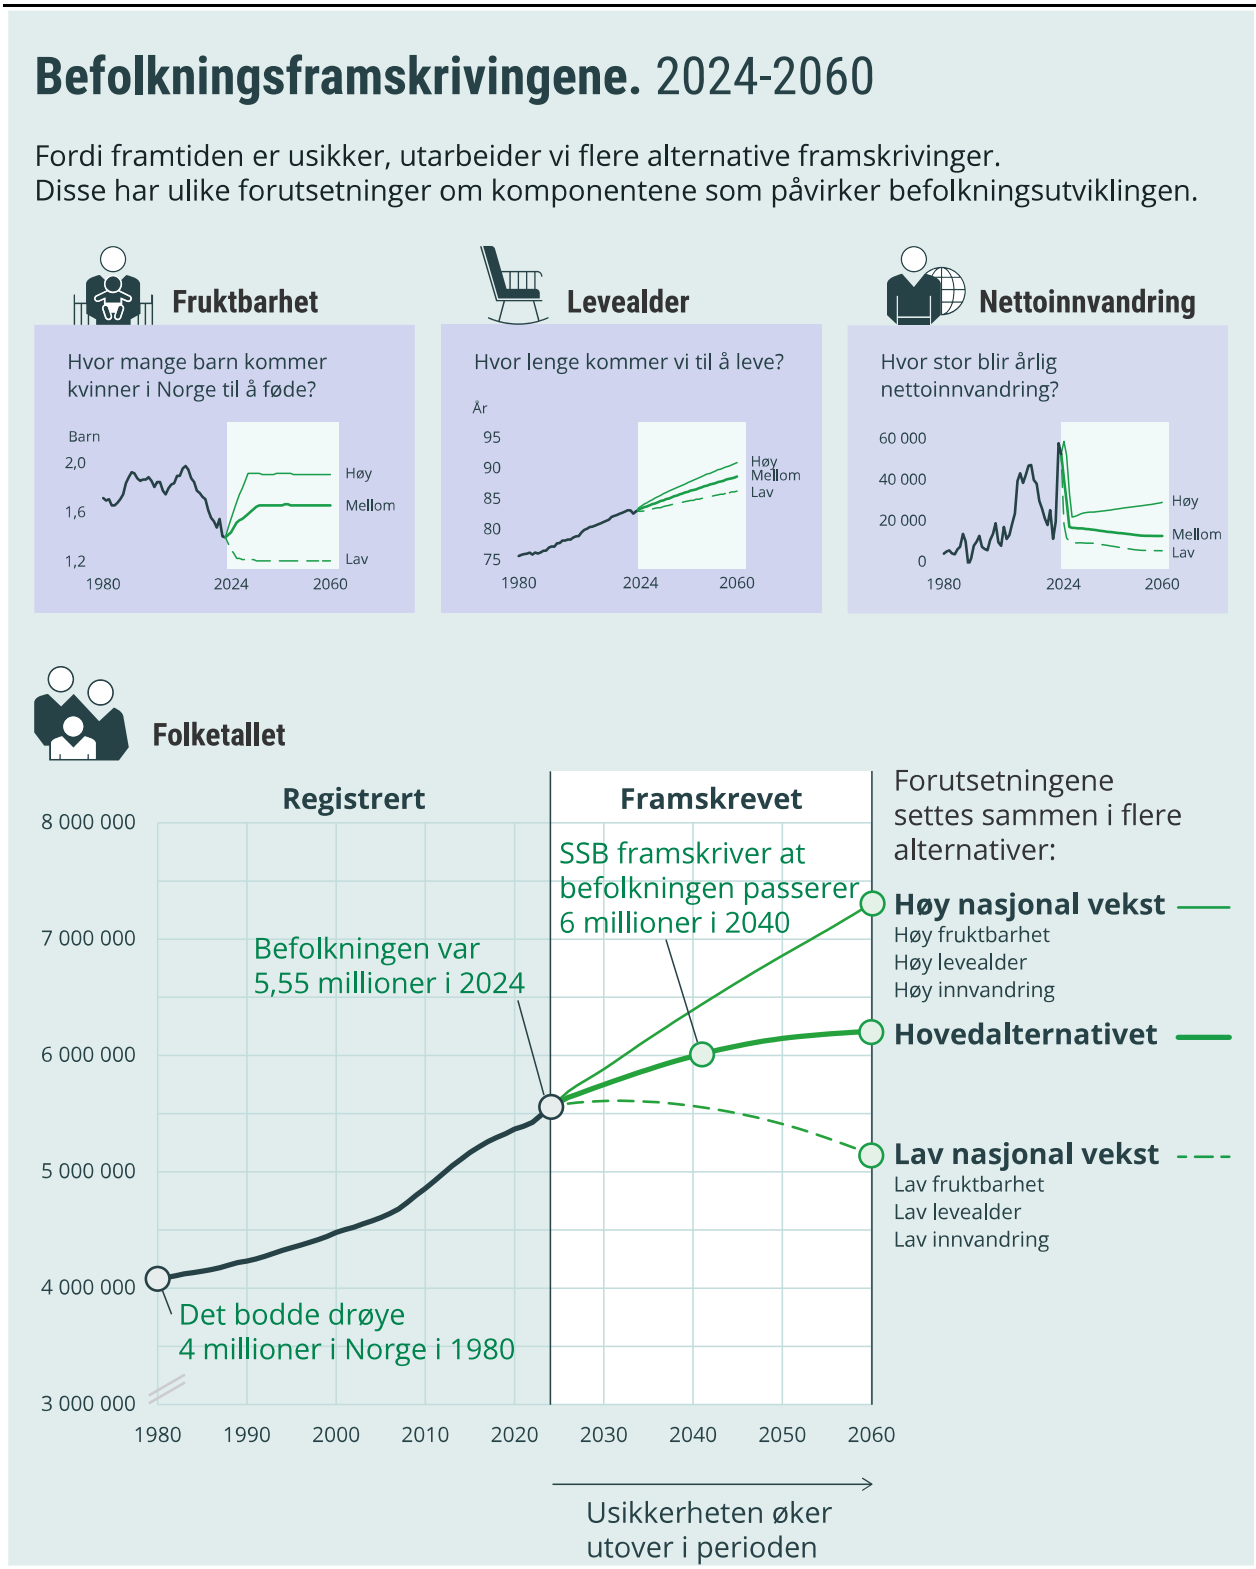 Befolkningsframskrivingene. 2024-2060
Fordi framtiden er usikker, utarbeider vi flere alternative framskrivinger.
Disse har ulike forutsetninger om komponentene som påvirker befolkningsutviklingen.
Fruktbarhet
Hvor mange barn kommer
kvinner i Norge til å føde?
Barn
2,0
1,6
1,2
1980
2024
2060
Høy
Mellom
Lav
Levealder
Hvor lenge kommer vi til å leve?
År
95
90
85
80
75
1980
2024
2060
Høy
Mellom
Lav
Nettoinnvandring
Hvor stor blir årlig
nettoinnvandring?
60 000
40 000
20 000
0
1980
2024
2060
Høy
Mellom
Lav
Folketallet
Registrert
Framskrevet
8 000 000
7 000 000
6 000 000
5 000 000
4 000 000
3 000 000
SSB framskriver at
befolkningen passerer
6 millioner i 2040
Befolkningen var
5,55 millioner i 2024
Det bodde drøye
4 millioner i Norge i 1980
1980
1990
2000
2010
2020
2030
2040
2050
2060
Forutsetningene
settes sammen i flere
alternativer:
Høy nasjonal vekst
Høy fruktbarhet
Høy levealder
Høy innvandring
Hovedalternativet
Lav nasjonal vekst
Lav fruktbarhet
Lav levealder
Lav innvandring
Usikkerheten øker
utover i perioden